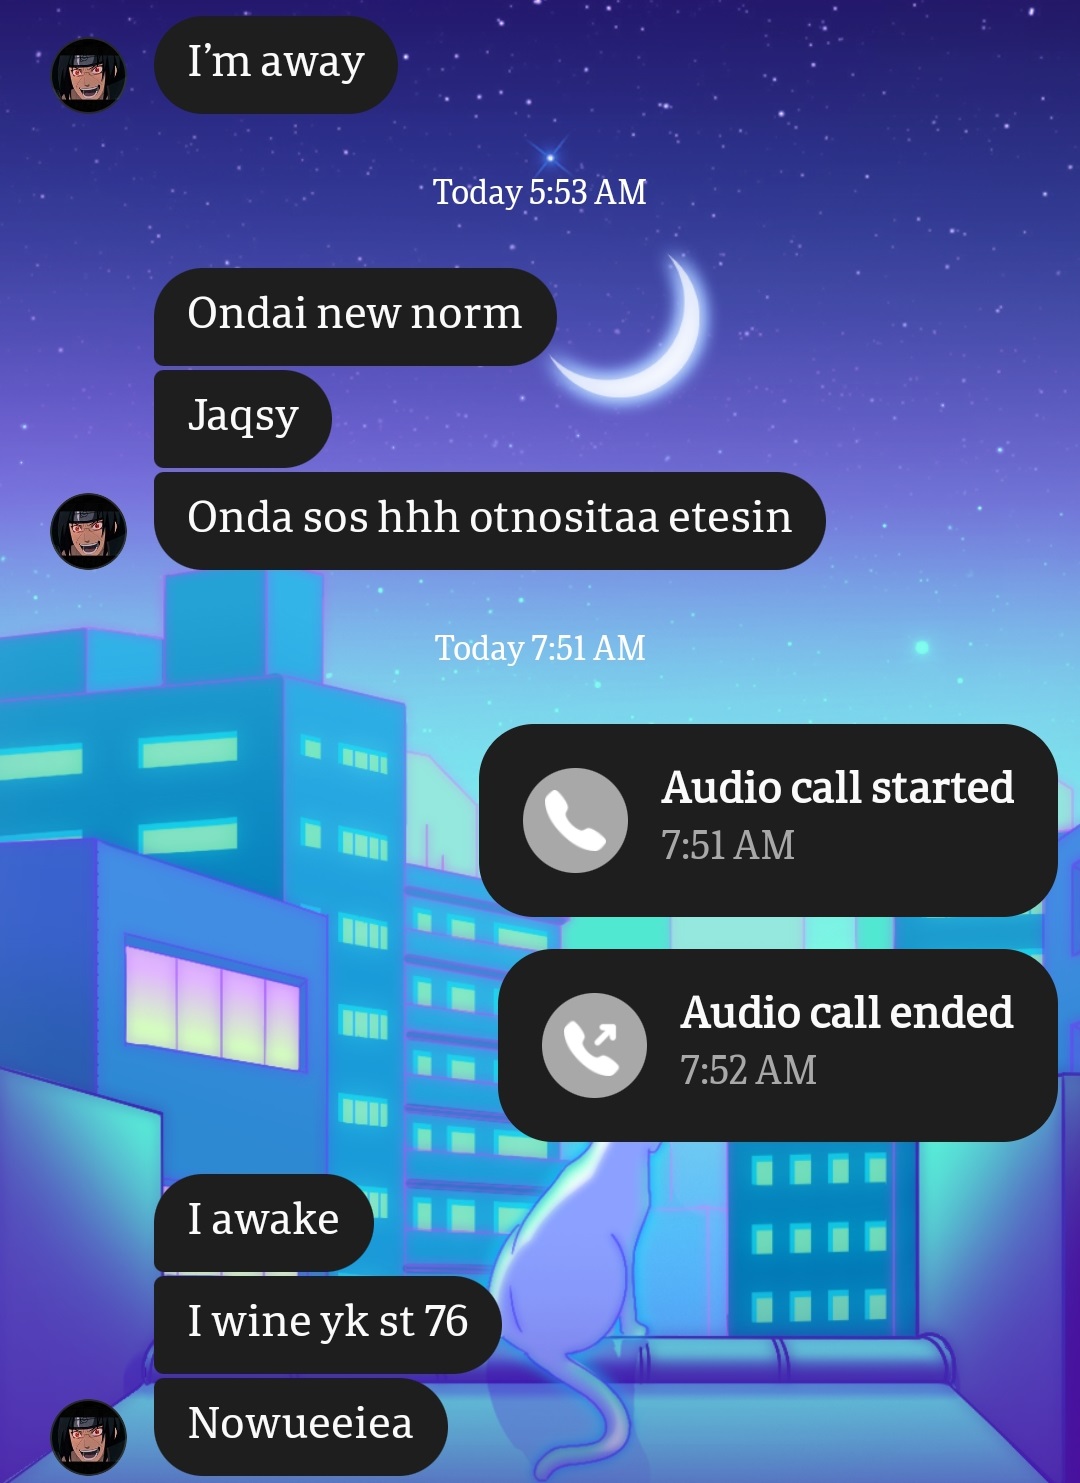 I’m away
Today 5:53 AM
Ondai new norm
Jaqsy
Onda sos hhh otnositaa etesin
Today 7:51 AM
Audio call started
7:51 AM
Audio call ended
7:52 AM
I awake
I wine yk st 76
Nowueeiea